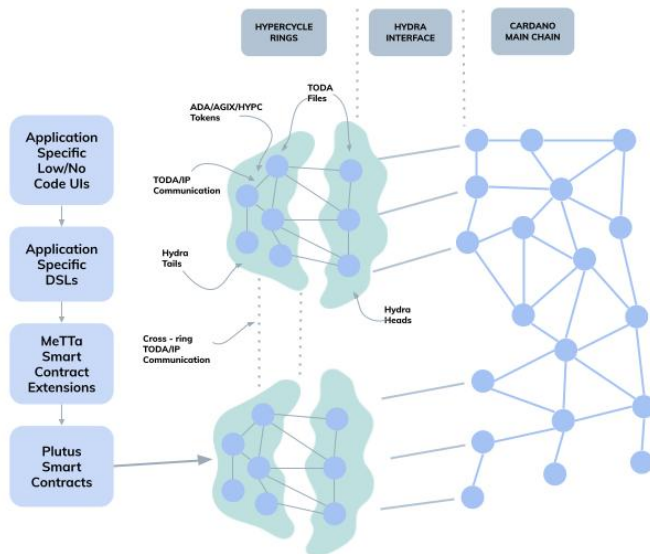 HYPERCYCLE
RINGS
HYDRA
INTERFACE
CARDANO
MAIN CHAIN
TODA
Files
ADA/AGIX/HYPC
Tokens
TODA/IP
Communication
Hydra
Tails
Hydra
Heads
Cross - ring
TODA/IP
Communication
Application
Specific
Low/No
Code UIs
Application
Specific
DSLs
MeTTa
Smart
Contract
Extensions
Plutus
Smart
Contracts